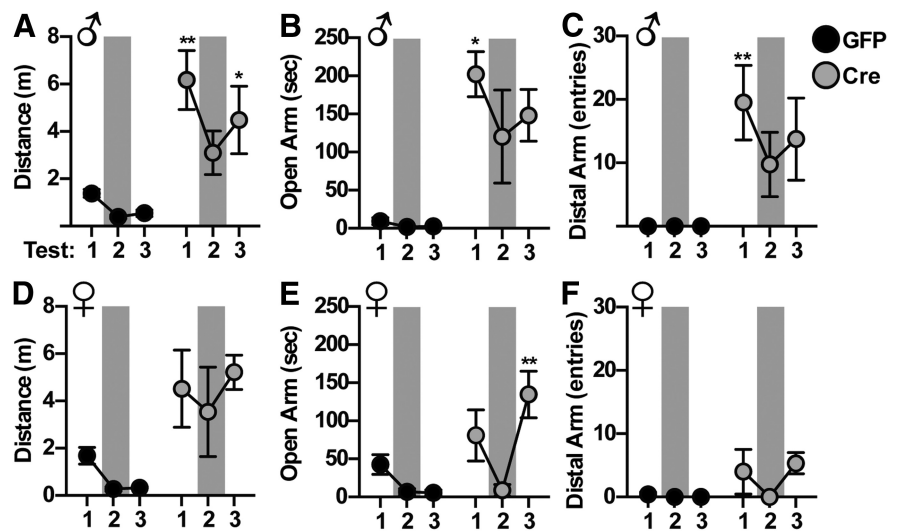 A ♂
Distance (m)
8
6
4
2
** *
Test: 1 2 3 1 2 3
B ♂
Open Arm (sec)
250
200
150
100
50
0
*
1 2 3 1 2 3
C ♂
Distal Arm (entries)
30
20
10
**
1 2 3 1 2 3
GFP
Cre
D ♀
Distance (m)
8
6
4
2
0
1 2 3 1 2 3
E ♀
Open Arm (sec)
250
200
150
100
50
0
**
1 2 3 1 2 3
F ♀
Distal Arm (entries)
30
20
10
0
1 2 3 1 2 3